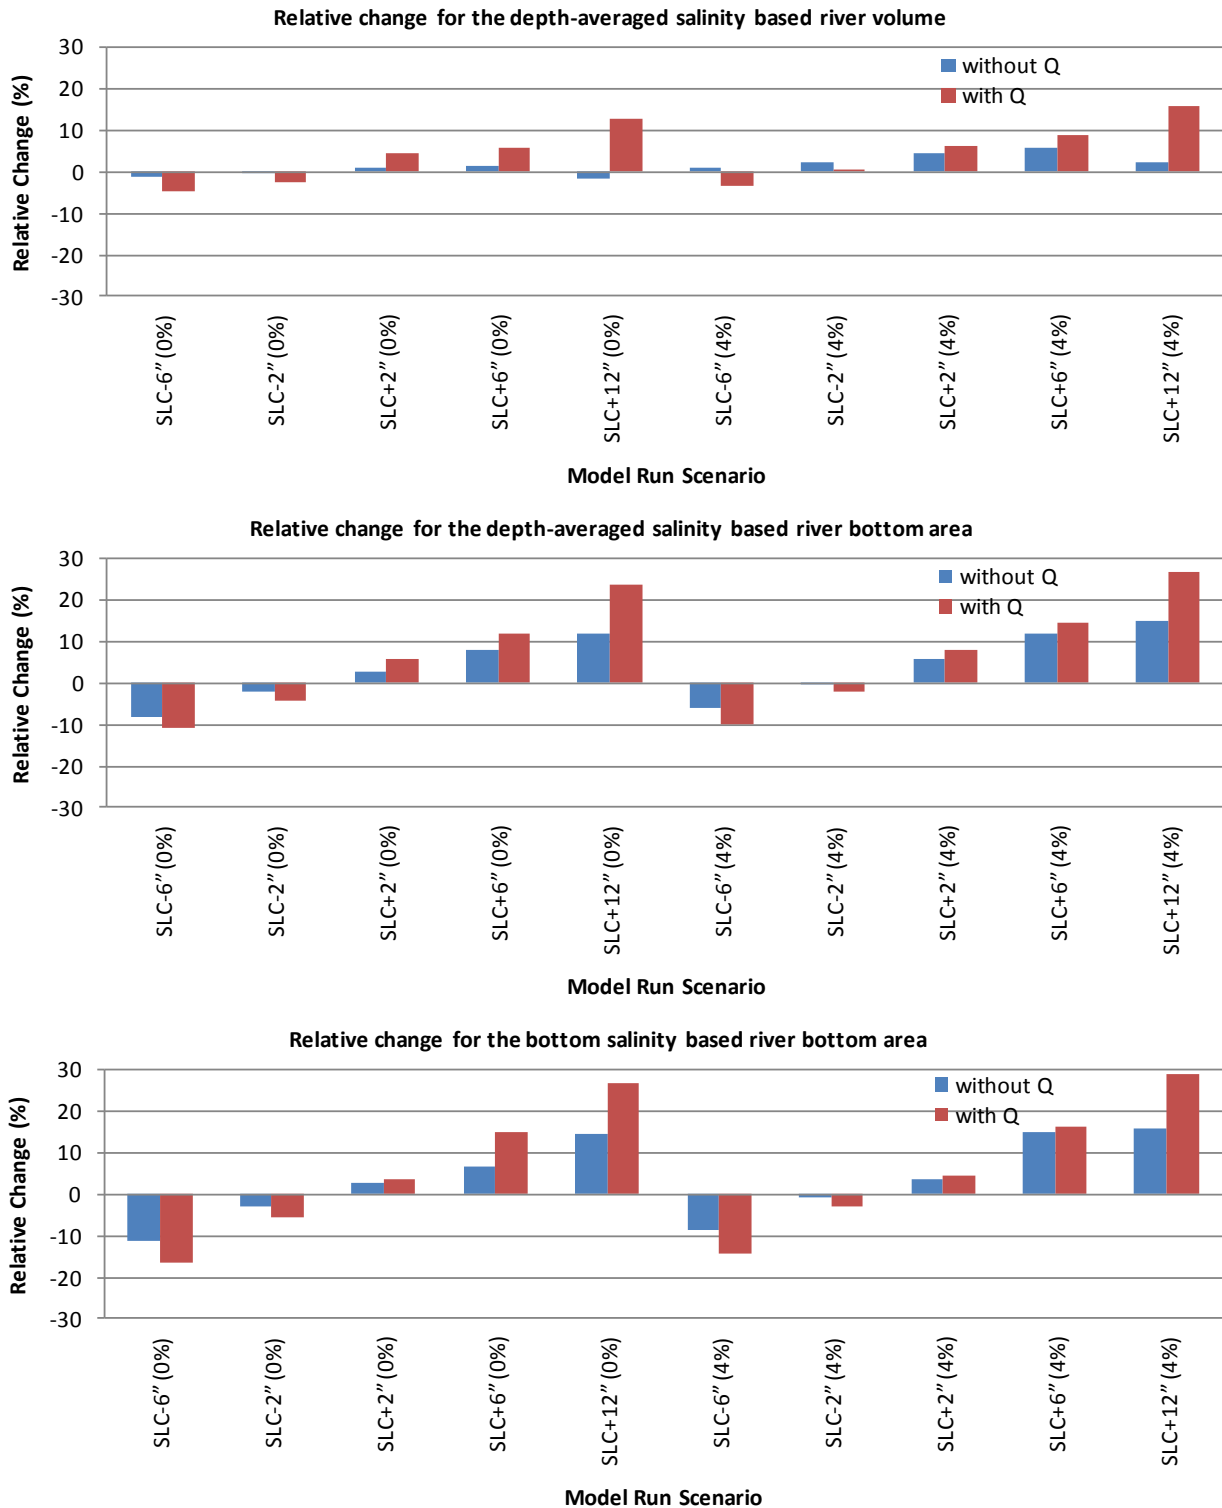 Relative change for the depth-averaged salinity based river volume
Relative Change (%)
30
20
10
0
-10
-20
-30
without Q
with Q
SLC-6” (0%)
SLC-2” (0%)
SLC+2” (0%)
SLC+6” (0%)
SLC+12” (0%)
SLC-6” (4%)
SLC-2” (4%)
SLC+2” (4%)
SLC+6” (4%)
SLC+12” (4%)
Model Run Scenario
Relative change for the depth-averaged salinity based river bottom area
Relative Change (%)
30
20
10
0
-10
-20
-30
without Q
with Q
SLC-6” (0%)
SLC-2” (0%)
SLC+2” (0%)
SLC+6” (0%)
SLC+12” (0%)
SLC-6” (4%)
SLC-2” (4%)
SLC+2” (4%)
SLC+6” (4%)
SLC+12” (4%)
Model Run Scenario
Relative change for the bottom salinity based river bottom area
Relative Change (%)
30
20
10
0
-10
-20
-30
without Q
with Q
SLC-6” (0%)
SLC-2” (0%)
SLC+2” (0%)
SLC+6” (0%)
SLC+12” (0%)
SLC-6” (4%)
SLC-2” (4%)
SLC+2” (4%)
SLC+6” (4%)
SLC+12” (4%)
Model Run Scenario